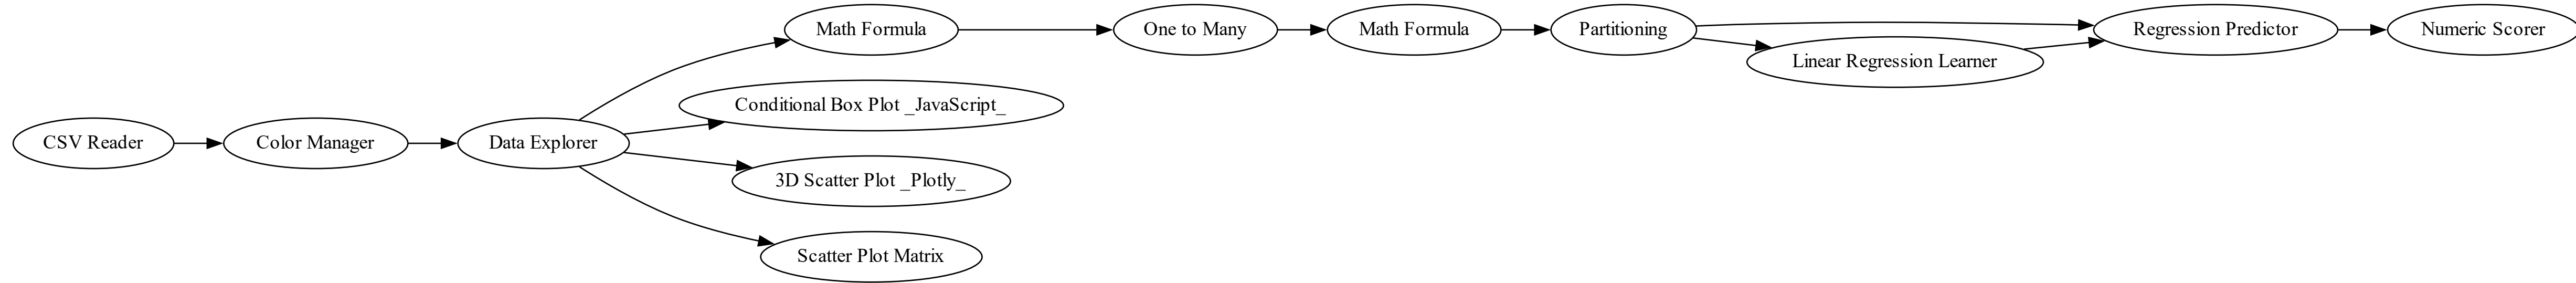 CSV Reader
Color Manager
Data Explorer
Math Formula
Conditional Box Plot _JavaScript_
3D Scatter Plot _Plotly_
Scatter Plot Matrix
One to Many
Math Formula
Partitioning
Linear Regression Learner
Regression Predictor
Numeric Scorer